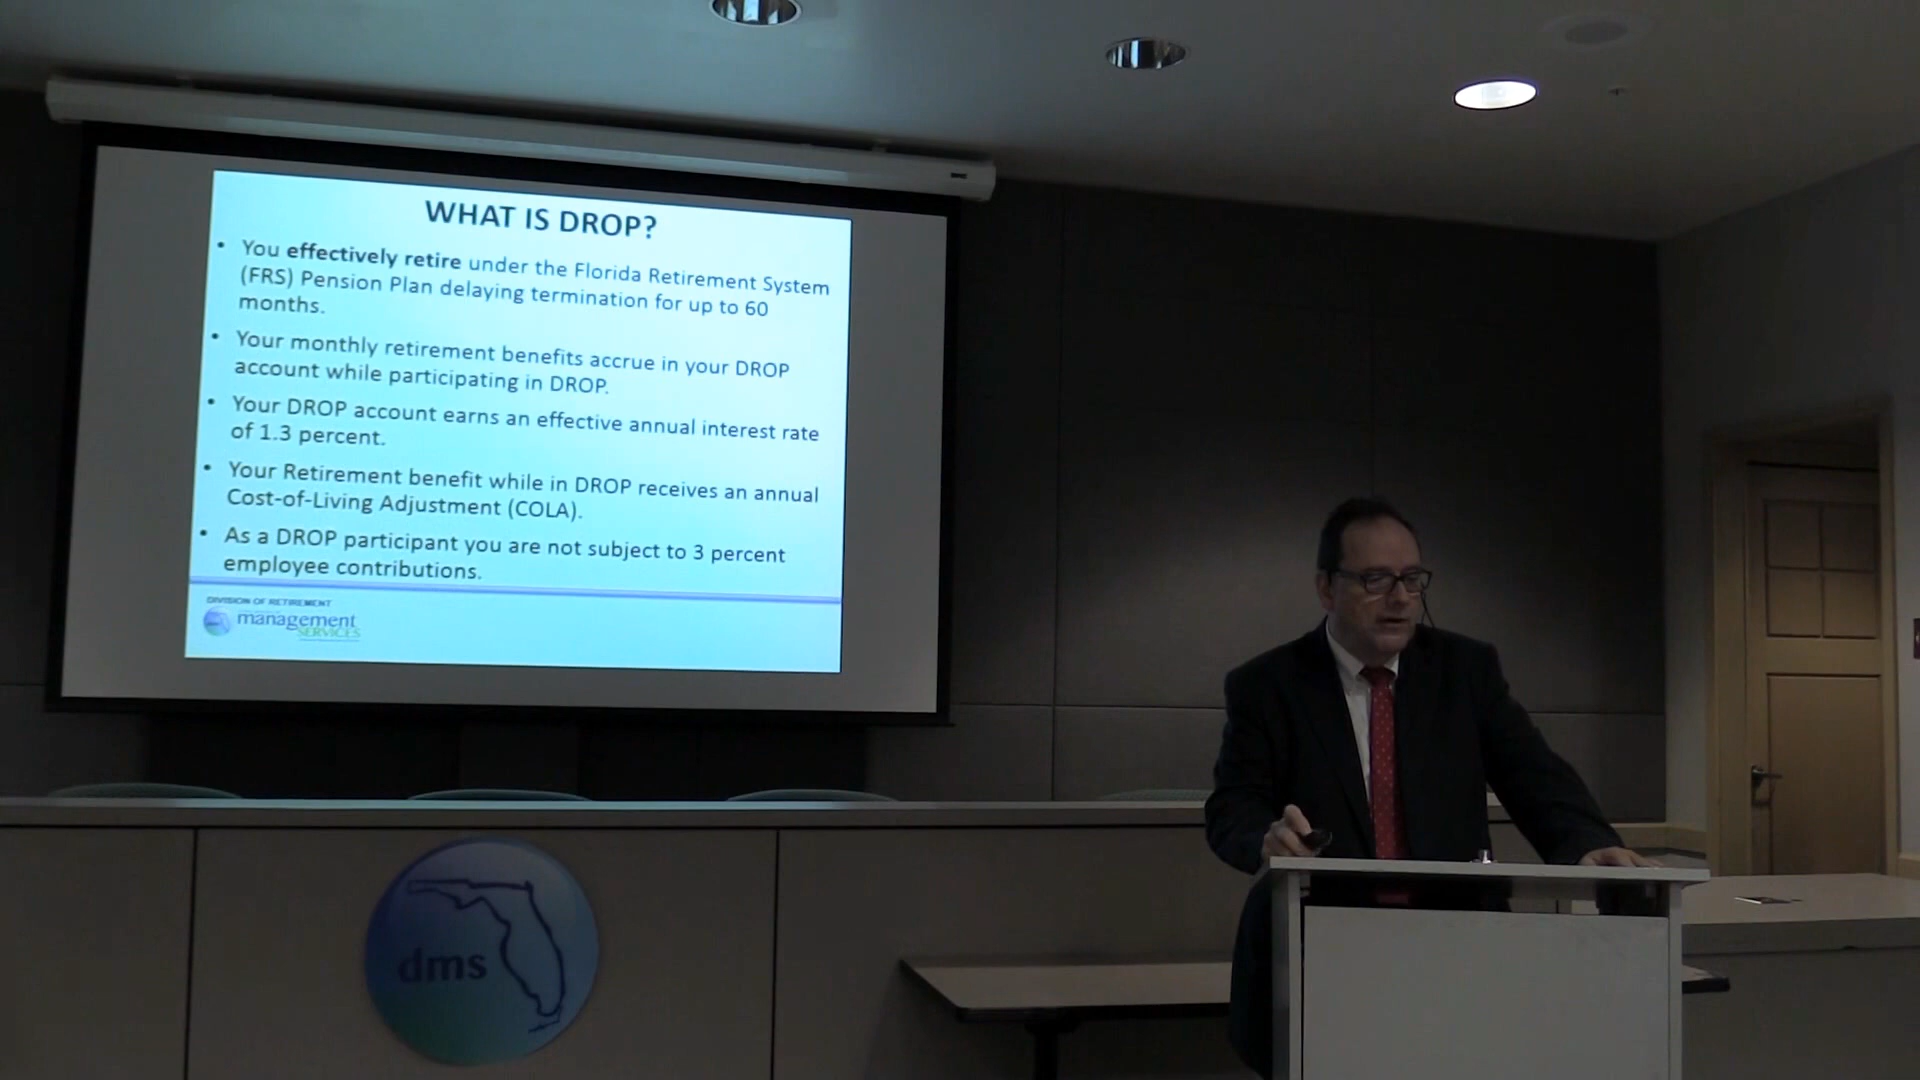 WHAT IS DROP?
• You effectively retire under the Florida Retirement System
(FRS) Pension Plan delaying termination for up to 60
months.
• Your monthly retirement benefits accrue in your DROP
account while participating in DROP.
• Your DROP account earns an effective annual interest rate
of 1.3 percent.
• Your Retirement benefit while in DROP receives an annual
Cost-of-Living Adjustment (COLA).
• As a DROP participant you are not subject to 3 percent
employee contributions.
DIVISION OF RETIREMENT
management
SERVICES
dms